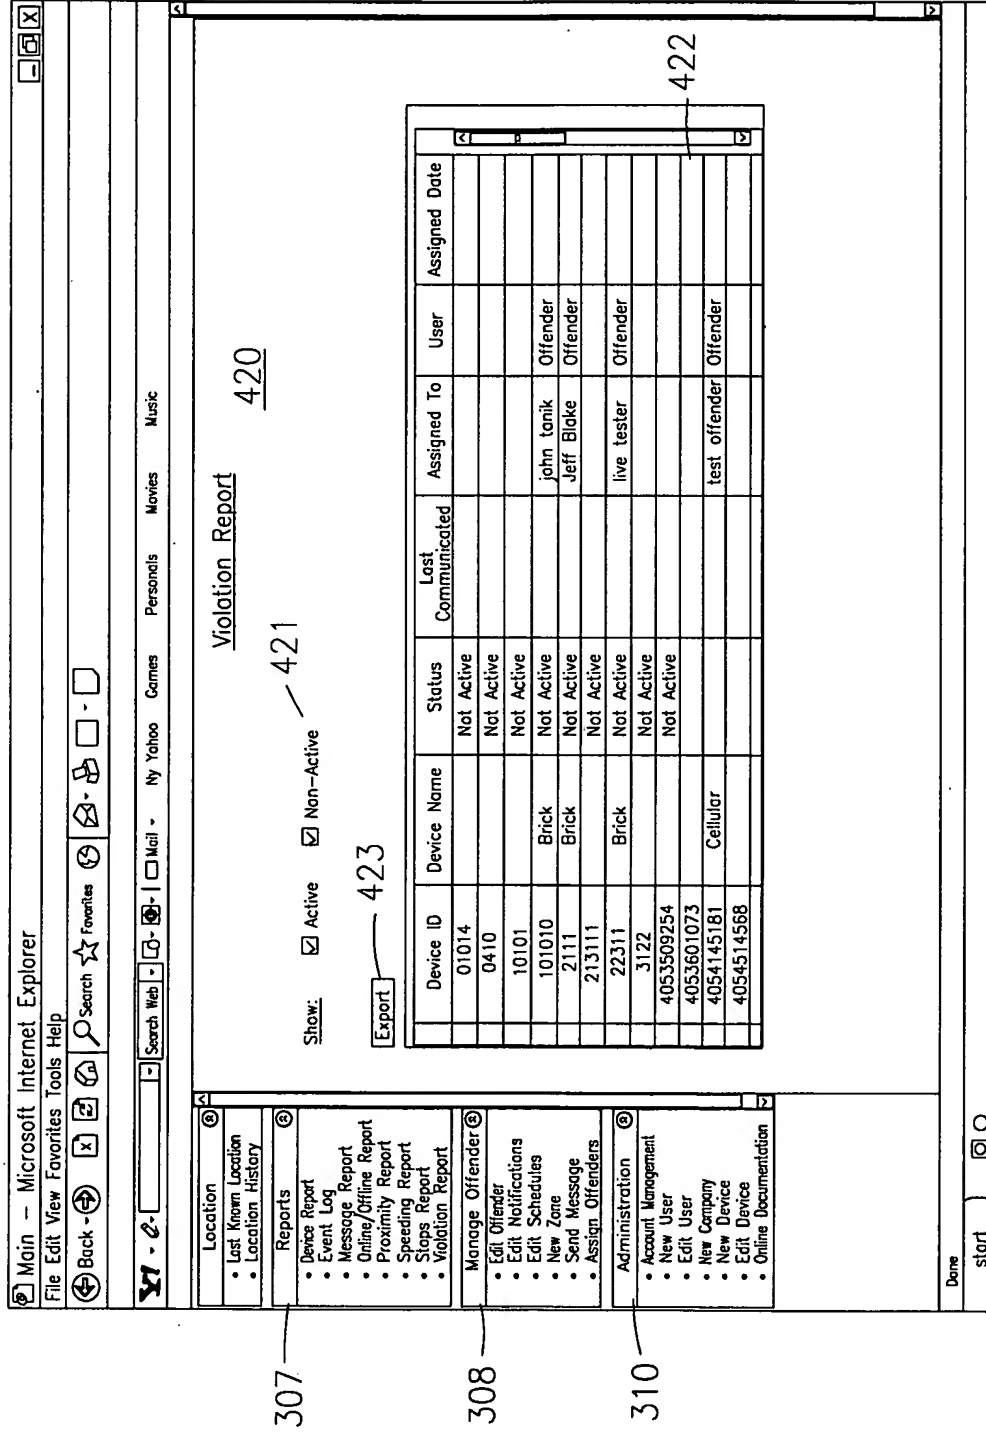 Main — Microsoft Internet Explorer
File Edit View Favorites Tools Help
Back Search Favorites
Y! Search Web Mail Ny Yahoo Games Personals Movies Music
Location
• Last Known Location
• Location History
307
Reports
• Device Report
• Event Log
• Message Report
• Online/Offline Report
• Proximity Report
• Speeding Report
• Stops Report
• Violation Report
308
Manage Offender
• Edit Offender
• Edit Notifications
• Edit Schedules
• New Zone
• Send Message
• Assign Offenders
310
Administration
• Account Management
• New User
• Edit User
• New Company
• New Device
• Edit Device
• Online Documentation
Violation Report
420
Show: Active Non-Active 421
Export 423
Device ID Device Name Status Last Communicated Assigned To User Assigned Date
01014 Not Active
0410 Not Active
10101 Not Active
101010 Brick Not Active john tanik Offender
2111 Brick Not Active Jeff Blake Offender
213111 Not Active
22311 Brick Not Active live tester Offender
3122 Not Active
4053509254 Not Active
4053601073
4054145181 Cellular test offender Offender
4054514568
422
Done
start